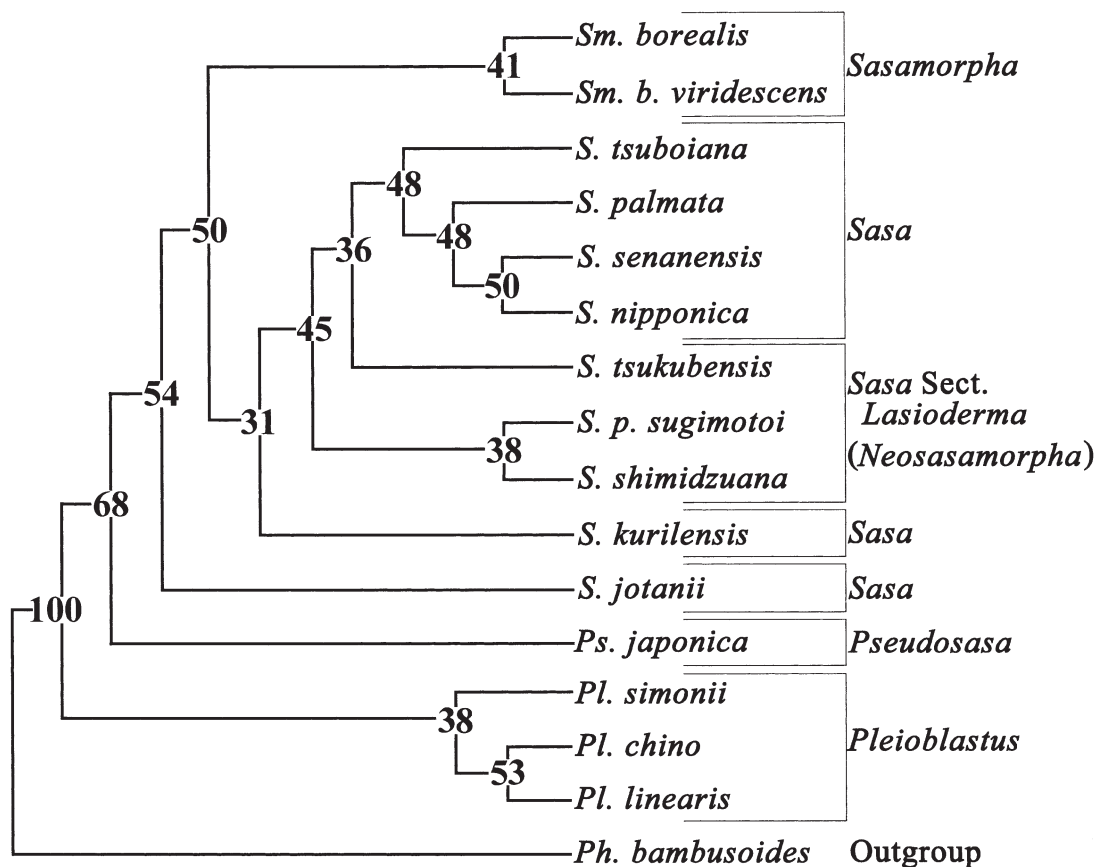 Sm. borealis
41
Sm. b. viridescens
Sasamorpha
S. tsuboiana
48
S. palmata
48
S. senanensis
50
S. nipponica
Sasa
50
36
45
S. tsukubensis
54
31
S. p. sugimotoi
38
S. shimidzuana
Sasa Sect.
Lasioderma
(Neosasamorpha)
68
S. kurilensis
Sasa
S. jotanii
Sasa
100
Ps. japonica
Pseudosasa
Pl. simonii
38
Pl. chino
53
Pl. linearis
Pleioblastus
Ph. bambusoides
Outgroup